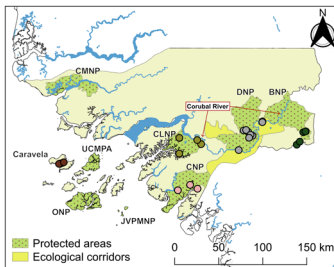 N
CMNP
DNP
BNP
Corubal River
CLNP
Caravela
UCMPA
CNP
ONP
JVPMNP
Protected areas
Ecological corridors
0 50 100 150 km